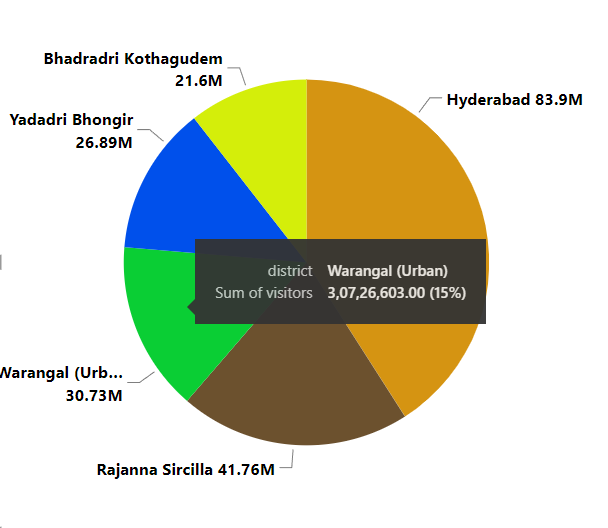 Bhadradri Kothagudem
21.6M
Hyderabad 83.9M
Yadadri Bhongir
26.89M
district Warangal (Urban)
Sum of visitors 3,07,26,603.00 (15%)
Warangal (Urb...
30.73M
Rajanna Sircilla 41.76M